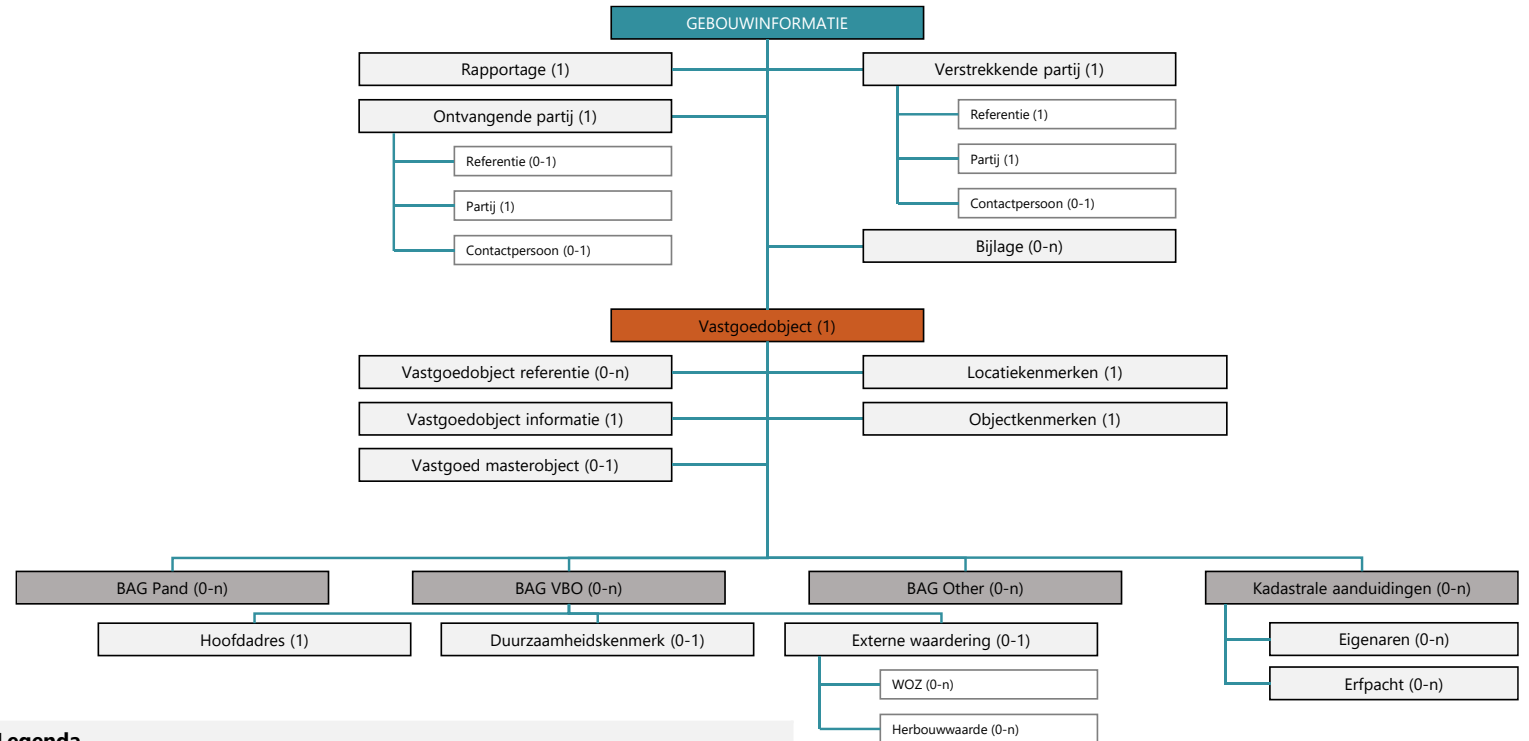 GEBOUWINFORMATIE
Rapportage (1)
Verstrekkende partij (1)
Ontvangende partij (1)
Referentie (1)
Referentie (0-1)
Partij (1)
Partij (1)
Contactpersoon (0-1)
Contactpersoon (0-1)
Bijlage (0-n)
Vastgoedobject (1)
Vastgoedobject referentie (0-n)
Locatiekenmerken (1)
Vastgoedobject informatie (1)
Objectkenmerken (1)
Vastgoed masterobject (0-1)
BAG Pand (0-n)
BAG VBO (0-n)
BAG Other (0-n)
Kadastrale aanduidingen (0-n)
Hoofdadres (1)
Duurzaamheidskenmerk (0-1)
Externe waardering (0-1)
Eigenaren (0-n)
WOZ (0-n)
Erfpacht (0-n)
Herbouwwaarde (0-n)
Legenda